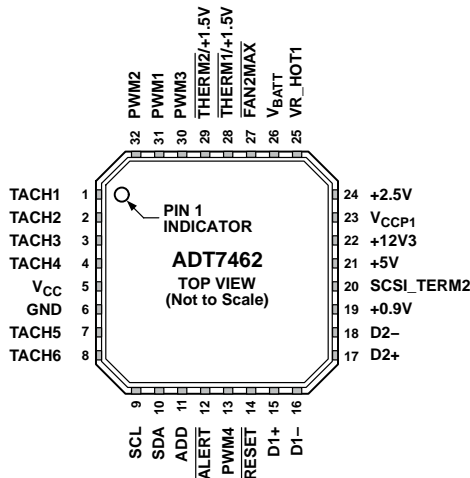 PWM2
PWM1
PWM3
THERM2/+1.5V
THERM1/+1.5V
FAN2MAX
VBATT
VR_HOT1
32
31
30
29
28
27
26
25
TACH1 1
TACH2 2
TACH3 3
TACH4 4
VCC 5
GND 6
TACH5 7
TACH6 8
PIN 1
INDICATOR
ADT7462
TOP VIEW
(Not to Scale)
24 +2.5V
23 VCCP1
22 +12V3
21 +5V
20 SCSI_TERM2
19 +0.9V
18 D2–
17 D2+
9
10
11
12
13
14
15
16
SCL
SDA
ADD
ALERT
PWM4
RESET
D1+
D1–